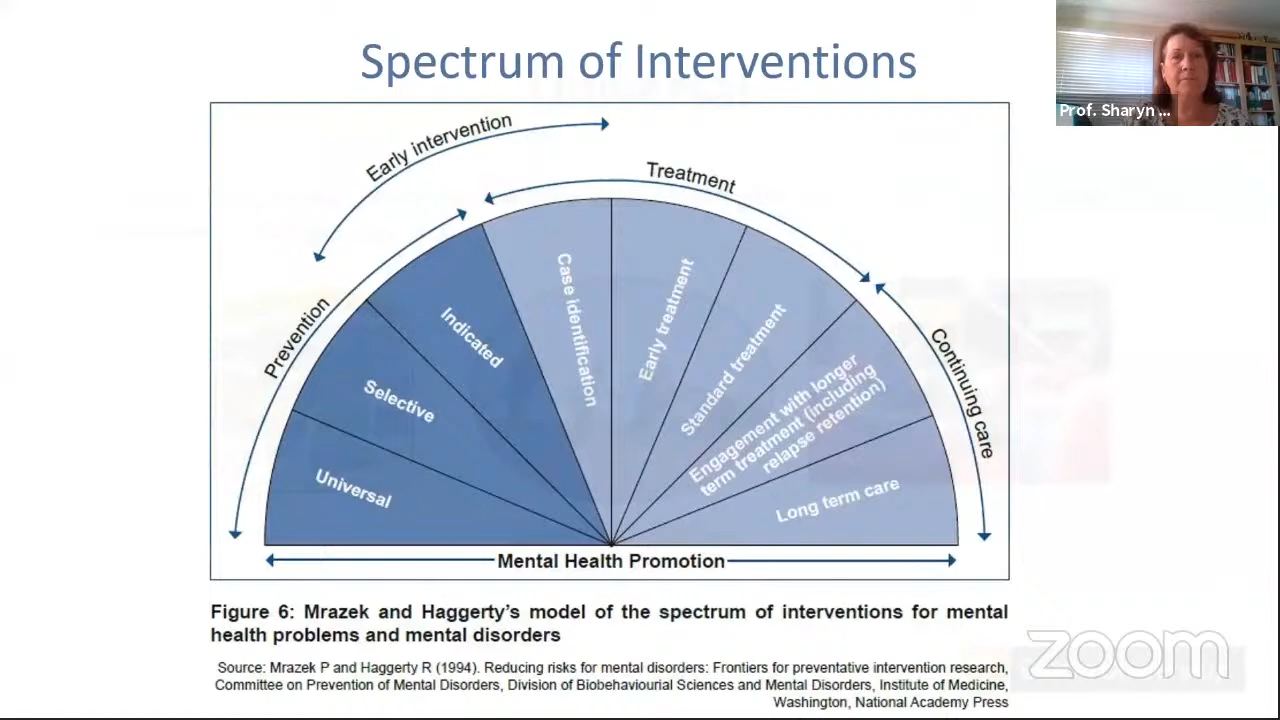 Spectrum of Interventions
Prof. Sharyn ...
Early intervention
Treatment
Prevention
Continuing care
Universal
Selective
Indicated
Case identification
Early treatment
Standard treatment
Engagement with longer
term treatment (including
relapse retention)
Long term care
Mental Health Promotion
Figure 6: Mrazek and Haggerty's model of the spectrum of interventions for mental
health problems and mental disorders
Source: Mrazek P and Haggerty R (1994). Reducing risks for mental disorders: Frontiers for preventative intervention research,
Committee on Prevention of Mental Disorders, Division of Biobehaviourial Sciences and Mental Disorders, Institute of Medicine,
Washington, National Academy Press
zoom